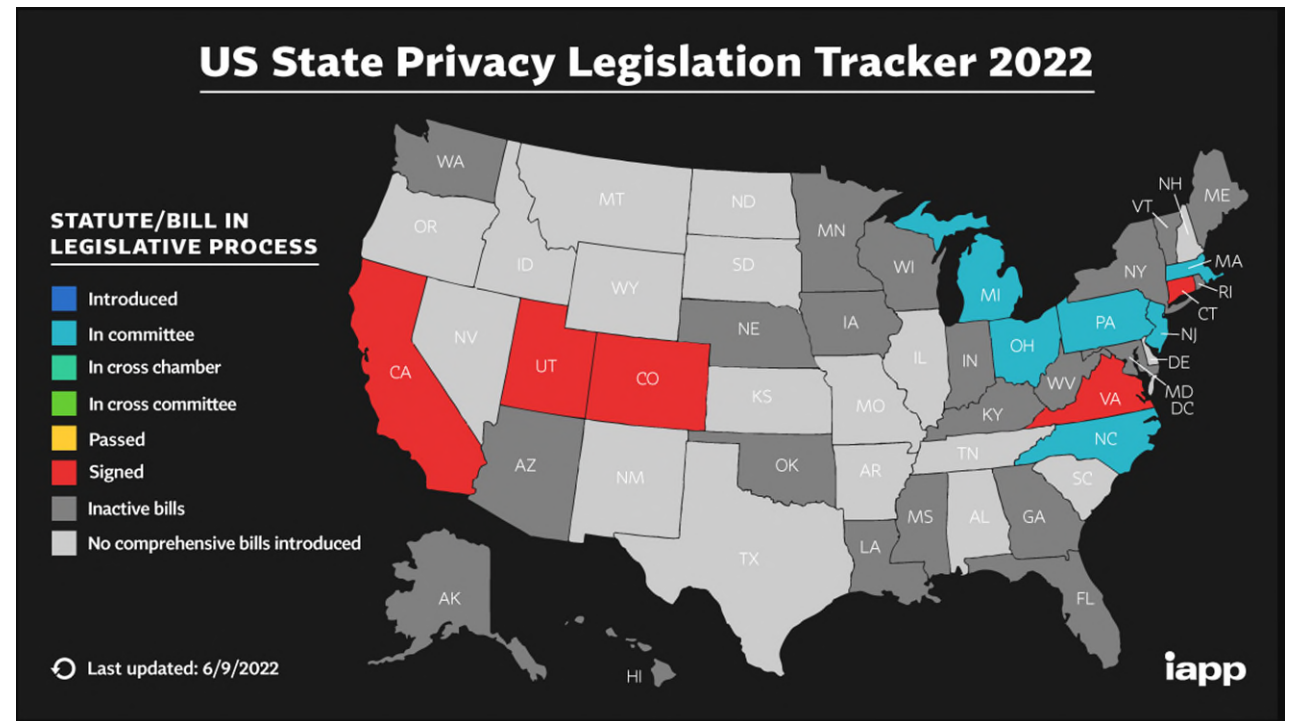 US State Privacy Legislation Tracker 2022
STATUTE/BILL IN
LEGISLATIVE PROCESS
Introduced
In committee
In cross chamber
In cross committee
Passed
Signed
Inactive bills
No comprehensive bills introduced
Last updated: 6/9/2022
WA
OR
ID
MT
ND
MN
SD
WY
WI
MI
NY
VT
NH
ME
MA
RI
CT
NJ
PA
DE
MD
DC
CA
NV
UT
CO
NE
IA
IL
IN
OH
WV
VA
KS
MO
KY
NC
TN
SC
AZ
NM
OK
AR
TX
LA
MS
AL
GA
FL
AK
HI
iapp